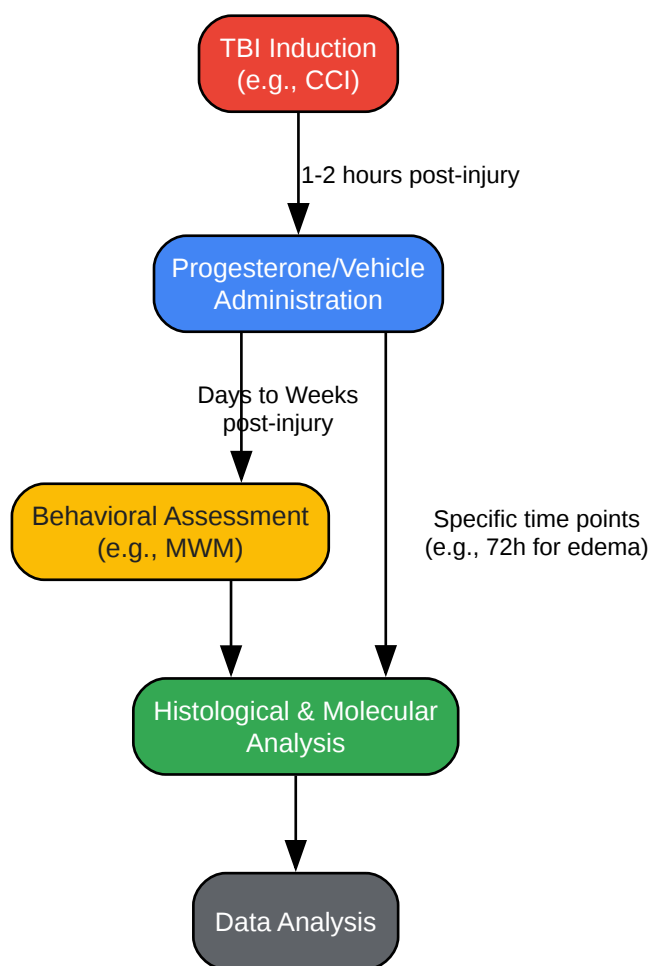 TBI Induction
(e.g., CCI)
1-2 hours post-injury
Progesterone/Vehicle
Administration
Days to Weeks
post-injury
Behavioral Assessment
(e.g., MWM)
Specific time points
(e.g., 72h for edema)
Histological & Molecular
Analysis
Data Analysis